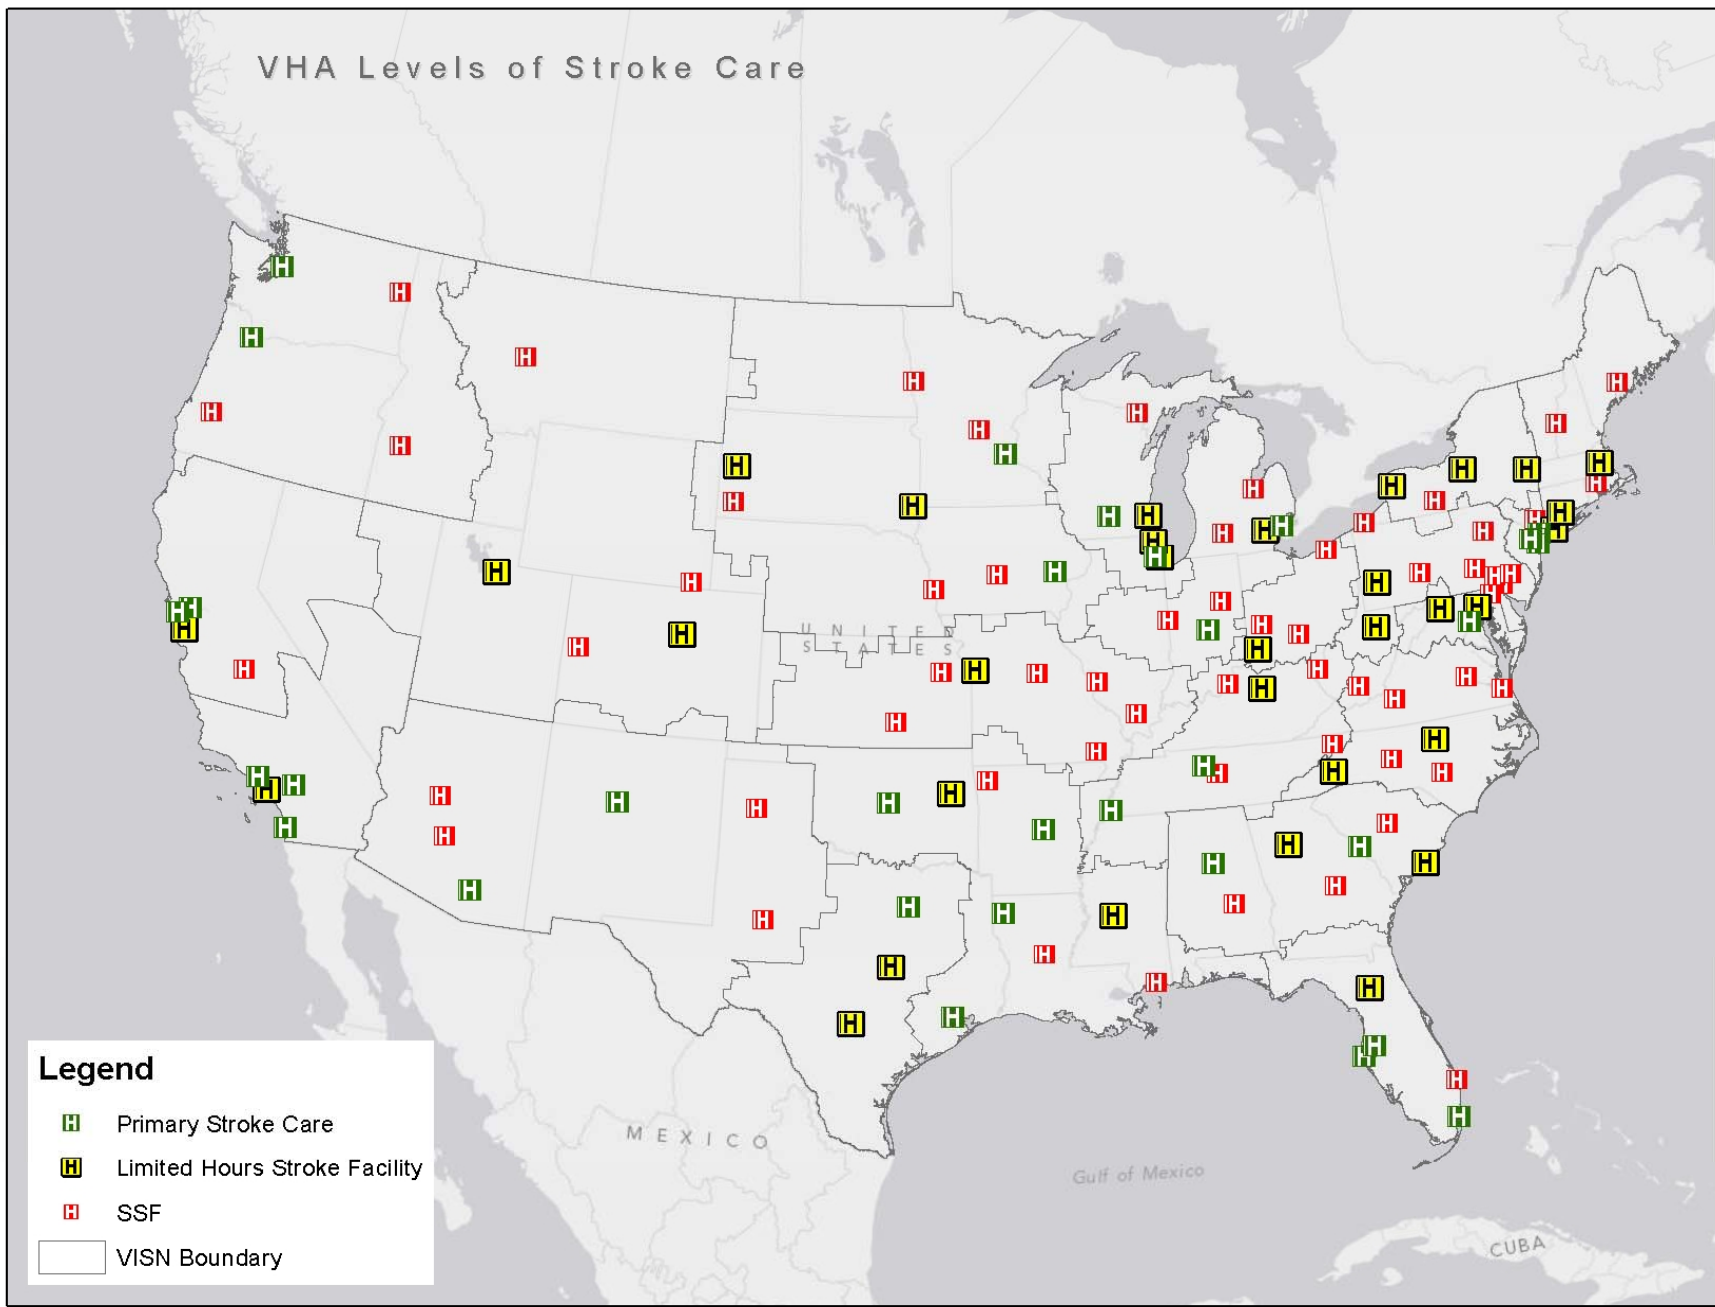 VHA Levels of Stroke Care
UNITED
STATES
MEXICO
Gulf of Mexico
CUBA
Legend
H Primary Stroke Care
H Limited Hours Stroke Facility
H SSF
VISN Boundary